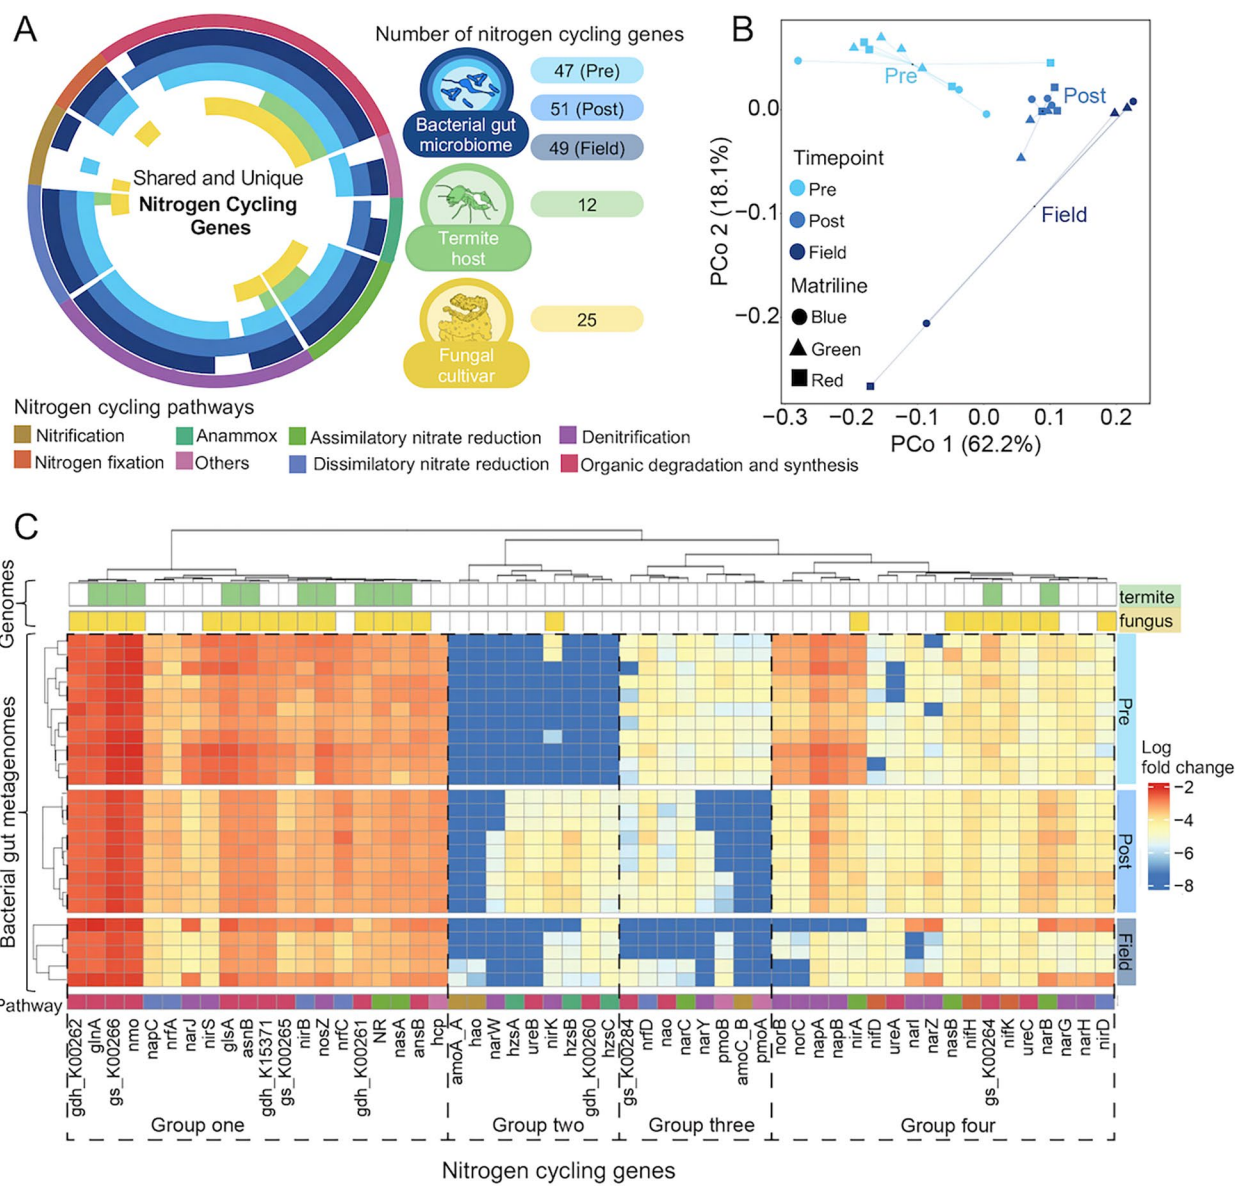 A
Number of nitrogen cycling genes
47 (Pre)
51 (Post)
49 (Field)
Bacterial gut
microbiome
12
Termite
host
25
Fungal
cultivar
Shared and Unique
Nitrogen Cycling
Genes
Nitrogen cycling pathways
Nitrification
Anammox
Assimilatory nitrate reduction
Denitrification
Nitrogen fixation
Others
Dissimilatory nitrate reduction
Organic degradation and synthesis
B
PCo 2 (18.1%)
0.0
−0.1
−0.2
Pre
Post
Field
Timepoint
Pre
Post
Field
Matriline
Blue
Green
Red
−0.3 −0.2 −0.1 0.0 0.1 0.2
PCo 1 (62.2%)
C
Genomes
termite
fungus
Bacterial gut metagenomes
Pre
Post
Field
Log
fold change
−2
−4
−6
−8
Pathway
gdh_K00262
glnA
gs_K00266
nmo
napC
nrfA
narJ
nirS
glsA
asnB
gdh_K15371
gs_K00265
nirB
nosZ
nrfC
gdh_K00261
NR
nasA
ansB
hcp
amoA_A
hao
narW
hzsA
ureB
nirK
hzsB
gdh_K00260
hzsC
gs_K00284
nrfD
nao
narC
narY
pmoB
amoC_B
pmoA
norB
norC
napA
napB
nirA
nifD
ureA
narI
narZ
nasB
nifH
gs_K00264
nifK
ureC
narB
narG
narH
nirD
Group one
Group two
Group three
Group four
Nitrogen cycling genes